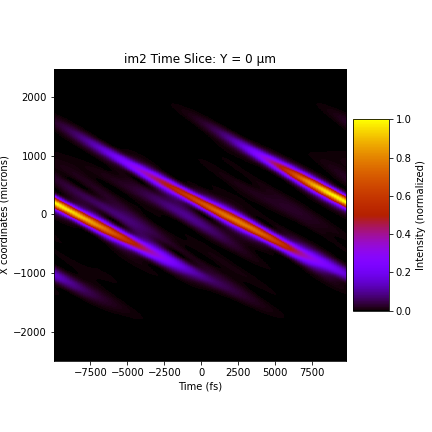 im2 Time Slice: Y = 0 μm
X coordinates (microns)
2000
1000
0
−1000
−2000
−7500 −5000 −2500 0 2500 5000 7500
Time (fs)
1.0
0.8
0.6
0.4
0.2
0.0
Intensity (normalized)